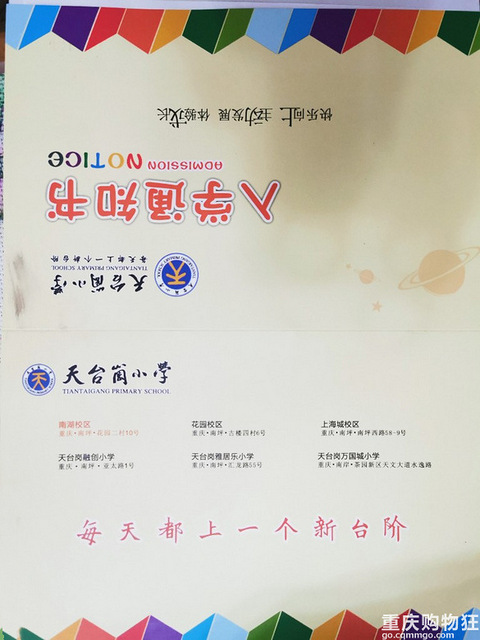 天台岗小学
TIANTAIGANG PRIMARY SCHOOL
每天都上一个新台阶
入学通知书
ADMISSION NOTICE
快乐向上 主动发展 体验成长
天台岗小学
TIANTAIGANG PRIMARY SCHOOL
南湖校区 花园校区 上海城校区
重庆·南坪·花园二村10号 重庆·南坪·古楼四村6号 重庆·南坪·南坪西路58-9号
天台岗融创小学 天台岗雅居乐小学 天台岗万国城小学
重庆·南坪·亚太路1号 重庆·南坪·汇龙路55号 重庆·南岸·茶园新区天文大道水逸路
每天都上一个新台阶
重庆购物狂
go.cqmmgo.com